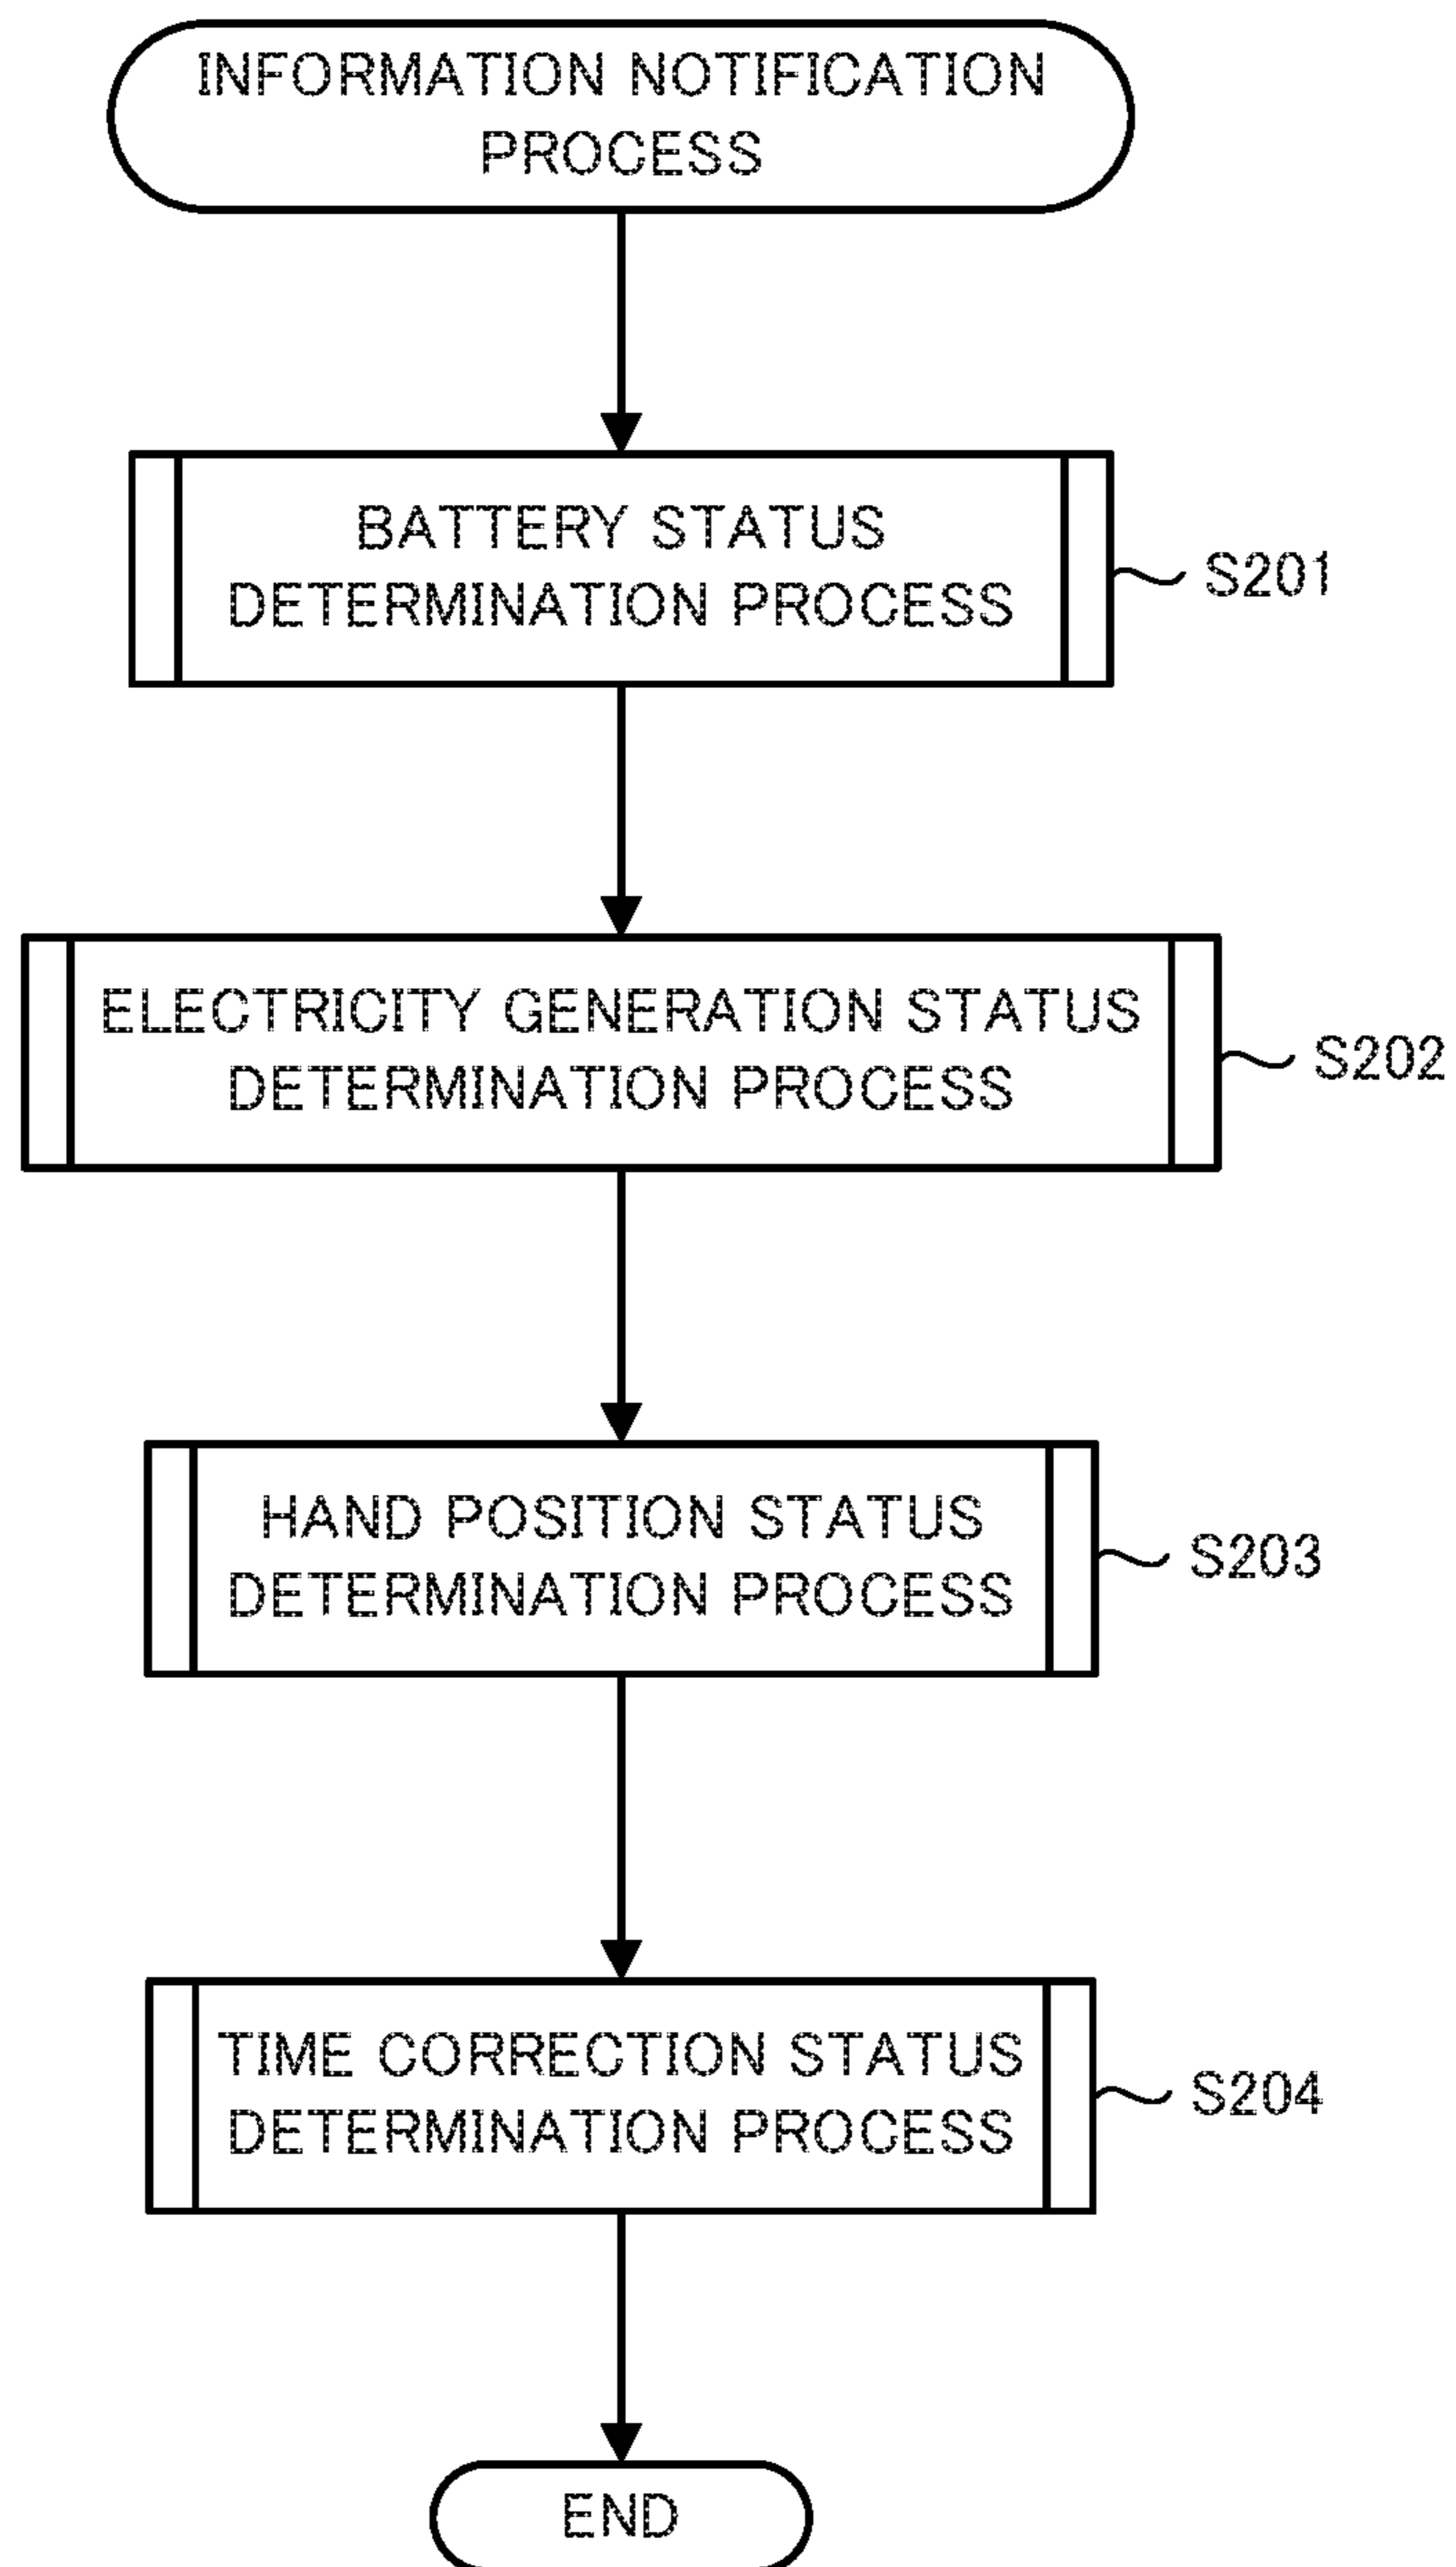 INFORMATION NOTIFICATION
PROCESS
BATTERY STATUS
DETERMINATION PROCESS
S201
ELECTRICITY GENERATION STATUS
DETERMINATION PROCESS
S202
HAND POSITION STATUS
DETERMINATION PROCESS
S203
TIME CORRECTION STATUS
DETERMINATION PROCESS
S204
END